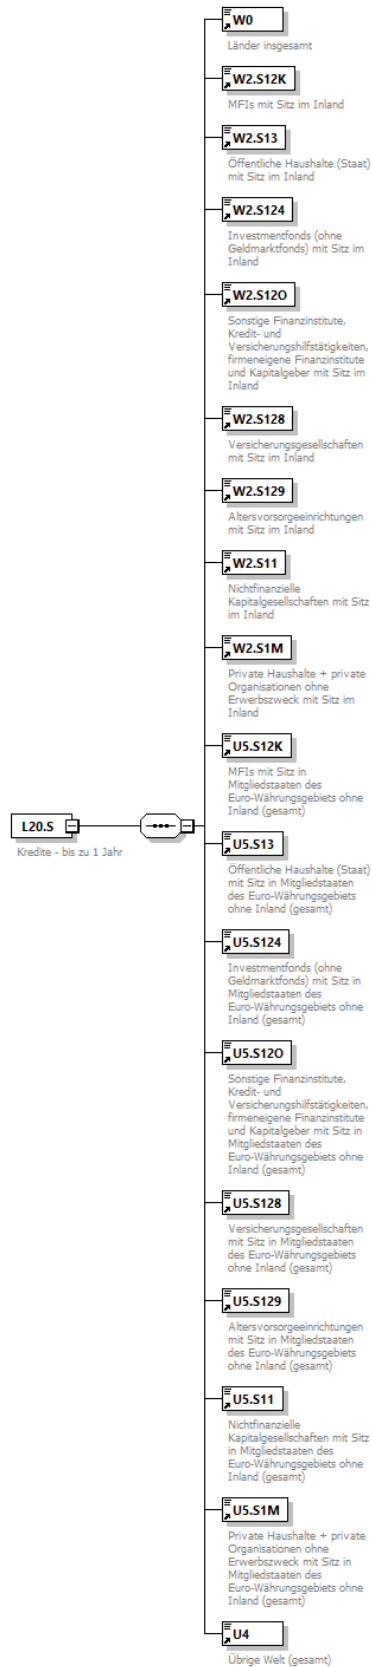 W0
Länder insgesamt
W2.S12K
MFIs mit Sitz im Inland
W2.S13
Öffentliche Haushalte (Staat)
mit Sitz im Inland
W2.S124
Investmentfonds (ohne
Geldmarktfonds) mit Sitz im
Inland
W2.S12O
Sonstige Finanzinstitute,
Kredit- und
Versicherungshilfstätigkeiten,
firmeneigene Finanzinstitute
und Kapitalgeber mit Sitz im
Inland
W2.S128
Versicherungsgesellschaften
mit Sitz im Inland
W2.S129
Altersvorsorgeeinrichtungen
mit Sitz im Inland
W2.S11
Nichtfinanzielle
Kapitalgesellschaften mit Sitz
im Inland
W2.S1M
Private Haushalte + private
Organisationen ohne
Erwerbszweck mit Sitz im
Inland
U5.S12K
MFIs mit Sitz in
Mitgliedstaaten des
Euro-Währungsgebiets ohne
Inland (gesamt)
L20.S
Kredite - bis zu 1 Jahr
U5.S13
Öffentliche Haushalte (Staat)
mit Sitz in Mitgliedstaaten
des Euro-Währungsgebiets
ohne Inland (gesamt)
U5.S124
Investmentfonds (ohne
Geldmarktfonds) mit Sitz in
Mitgliedstaaten des
Euro-Währungsgebiets ohne
Inland (gesamt)
U5.S12O
Sonstige Finanzinstitute,
Kredit- und
Versicherungshilfstätigkeiten,
firmeneigene Finanzinstitute
und Kapitalgeber mit Sitz in
Mitgliedstaaten des
Euro-Währungsgebiets ohne
Inland (gesamt)
U5.S128
Versicherungsgesellschaften
mit Sitz in Mitgliedstaaten
des Euro-Währungsgebiets
ohne Inland (gesamt)
U5.S129
Altersvorsorgeeinrichtungen
mit Sitz in Mitgliedstaaten
des Euro-Währungsgebiets
ohne Inland (gesamt)
U5.S11
Nichtfinanzielle
Kapitalgesellschaften mit Sitz
in Mitgliedstaaten des
Euro-Währungsgebiets ohne
Inland (gesamt)
U5.S1M
Private Haushalte + private
Organisationen ohne
Erwerbszweck mit Sitz in
Mitgliedstaaten des
Euro-Währungsgebiets ohne
Inland (gesamt)
U4
Übrige Welt (gesamt)